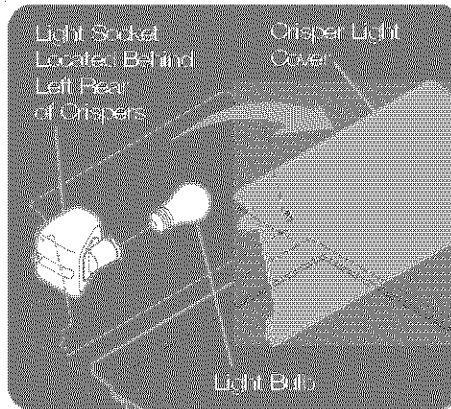 Light Socket
Located Behind
Left Rear
of Crispers
Crisper Light
Cover
Light Bulb